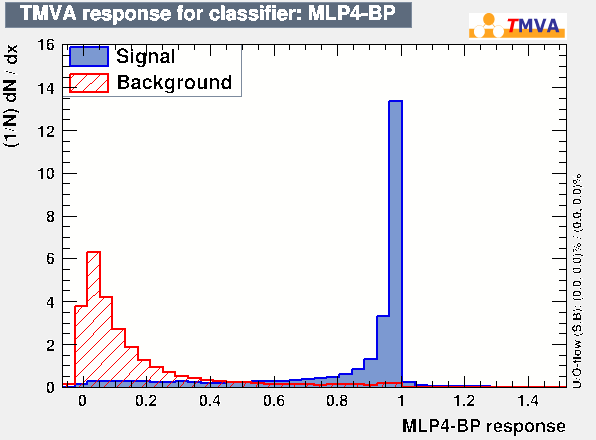 TMVA response for classifier: MLP4-BP
TMVA
Signal
Background
(1/N) dN / dx
16
14
12
10
8
6
4
2
0
0 0.2 0.4 0.6 0.8 1 1.2 1.4
MLP4-BP response
U/O-flow (S,B): (0.0, 0.0)% / (0.0, 0.0)%